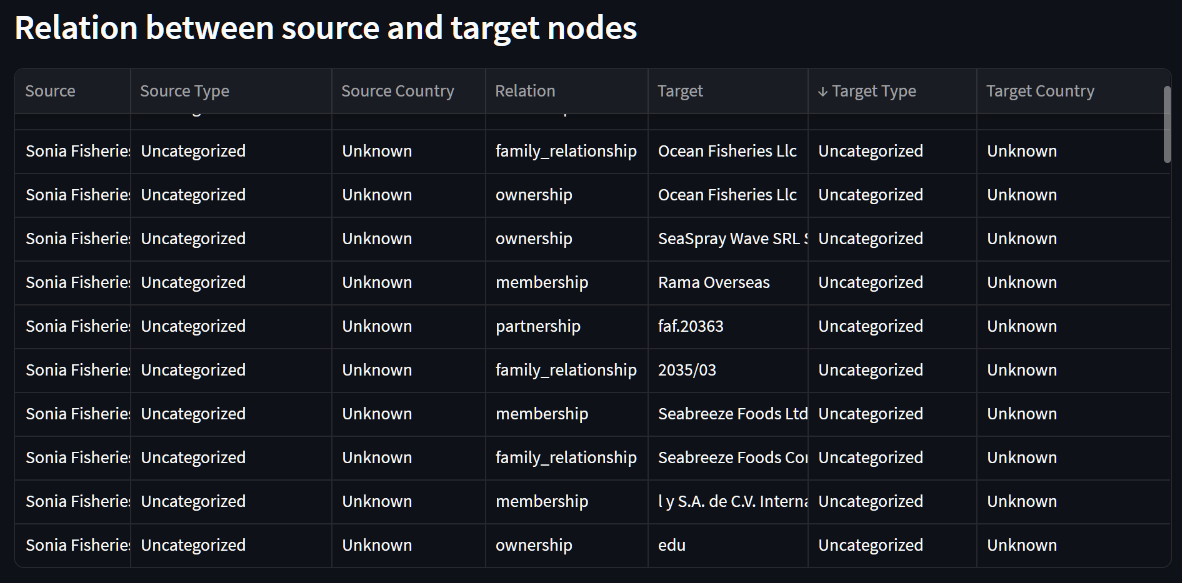 Relation between source and target nodes
Source Source Type Source Country Relation Target ↓ Target Type Target Country
Sonia Fisheries Uncategorized Unknown family_relationship Ocean Fisheries Llc Uncategorized Unknown
Sonia Fisheries Uncategorized Unknown ownership Ocean Fisheries Llc Uncategorized Unknown
Sonia Fisheries Uncategorized Unknown ownership SeaSpray Wave SRL Uncategorized Unknown
Sonia Fisheries Uncategorized Unknown membership Rama Overseas Uncategorized Unknown
Sonia Fisheries Uncategorized Unknown partnership faf.20363 Uncategorized Unknown
Sonia Fisheries Uncategorized Unknown family_relationship 2035/03 Uncategorized Unknown
Sonia Fisheries Uncategorized Unknown membership Seabreeze Foods Ltd Uncategorized Unknown
Sonia Fisheries Uncategorized Unknown family_relationship Seabreeze Foods Uncategorized Unknown
Sonia Fisheries Uncategorized Unknown membership l y S.A. de C.V. Interna Uncategorized Unknown
Sonia Fisheries Uncategorized Unknown ownership edu Uncategorized Unknown